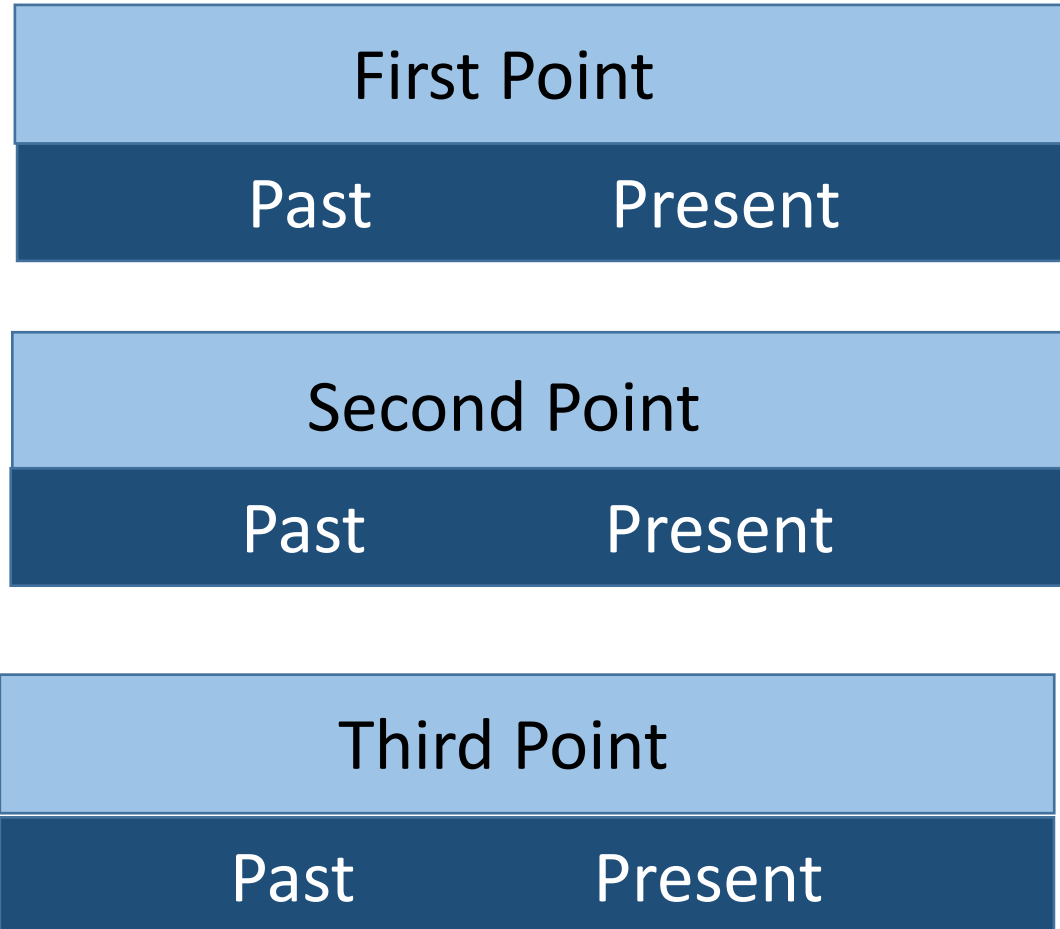 First Point
Past Present
Second Point
Past Present
Third Point
Past Present